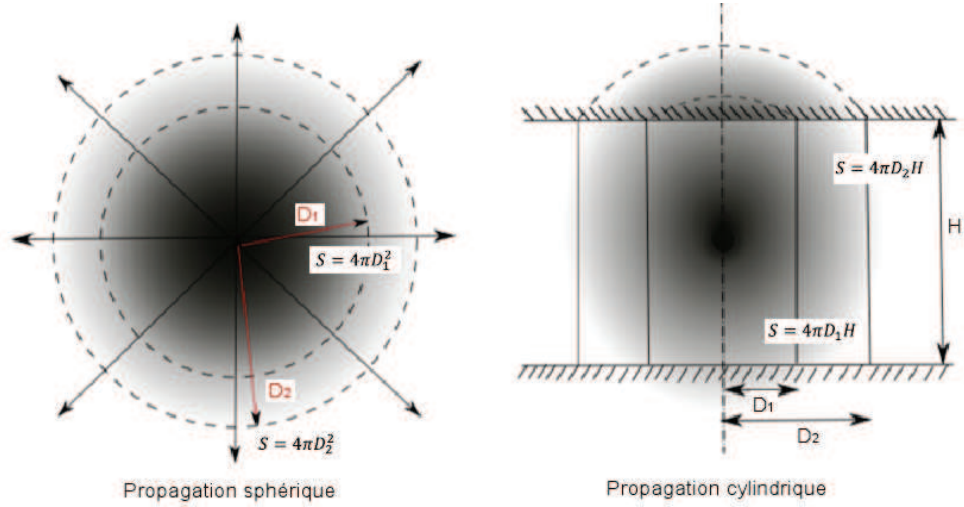 D₁
S = 4πD₁²
D₂
S = 4πD₂²
Propagation sphérique
S = 4πD₂H
H
S = 4πD₁H
D₁
D₂
Propagation cylindrique